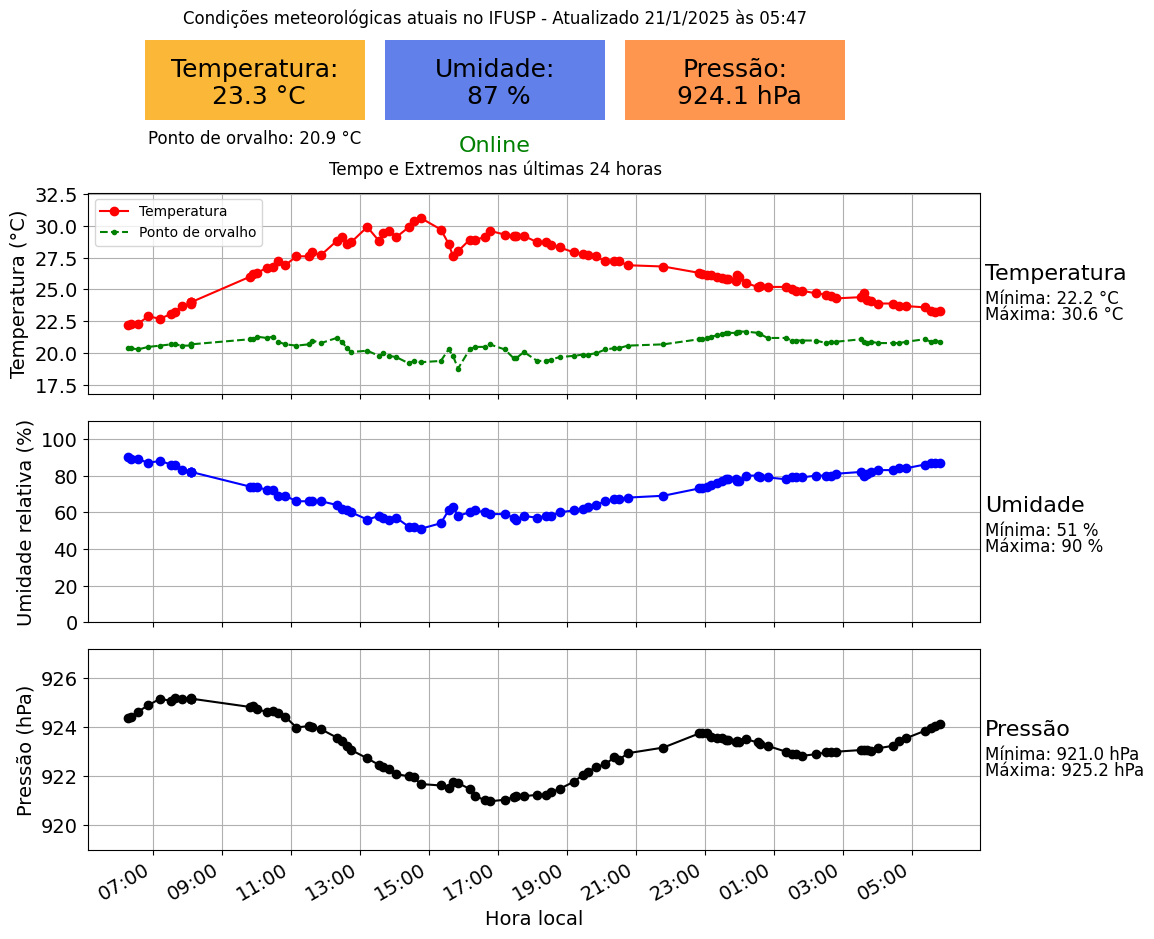 Condições meteorológicas atuais no IFUSP - Atualizado 21/1/2025 às 05:47
Temperatura:
23.3 °C
Umidade:
87 %
Pressão:
924.1 hPa
Ponto de orvalho: 20.9 °C
Online
Tempo e Extremos nas últimas 24 horas
Temperatura (°C)
32.5
30.0
27.5
25.0
22.5
20.0
17.5
Temperatura
Ponto de orvalho
Temperatura
Mínima: 22.2 °C
Máxima: 30.6 °C
Umidade relativa (%)
100
80
60
40
20
0
Umidade
Mínima: 51 %
Máxima: 90 %
Pressão (hPa)
926
924
922
920
Pressão
Mínima: 921.0 hPa
Máxima: 925.2 hPa
07:00 09:00 11:00 13:00 15:00 17:00 19:00 21:00 23:00 01:00 03:00 05:00
Hora local